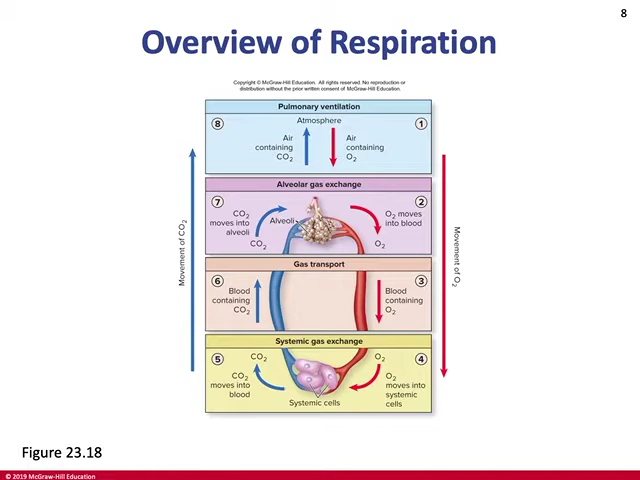 8
Overview of Respiration
Copyright © McGraw-Hill Education. All rights reserved. No reproduction or
distribution without the prior written consent of McGraw-Hill Education.
Pulmonary ventilation
Atmosphere
8
Air
containing
CO2
1
Air
containing
O2
Alveolar gas exchange
7
CO2
moves into
alveoli
CO2
Alveoli
2
O2 moves
into blood
O2
Gas transport
6
Blood
containing
CO2
3
Blood
containing
O2
Systemic gas exchange
5
CO2
CO2
moves into
blood
4
O2
O2
moves into
systemic
cells
Systemic cells
Movement of CO2
Movement of O2
Figure 23.18
© 2019 McGraw-Hill Education